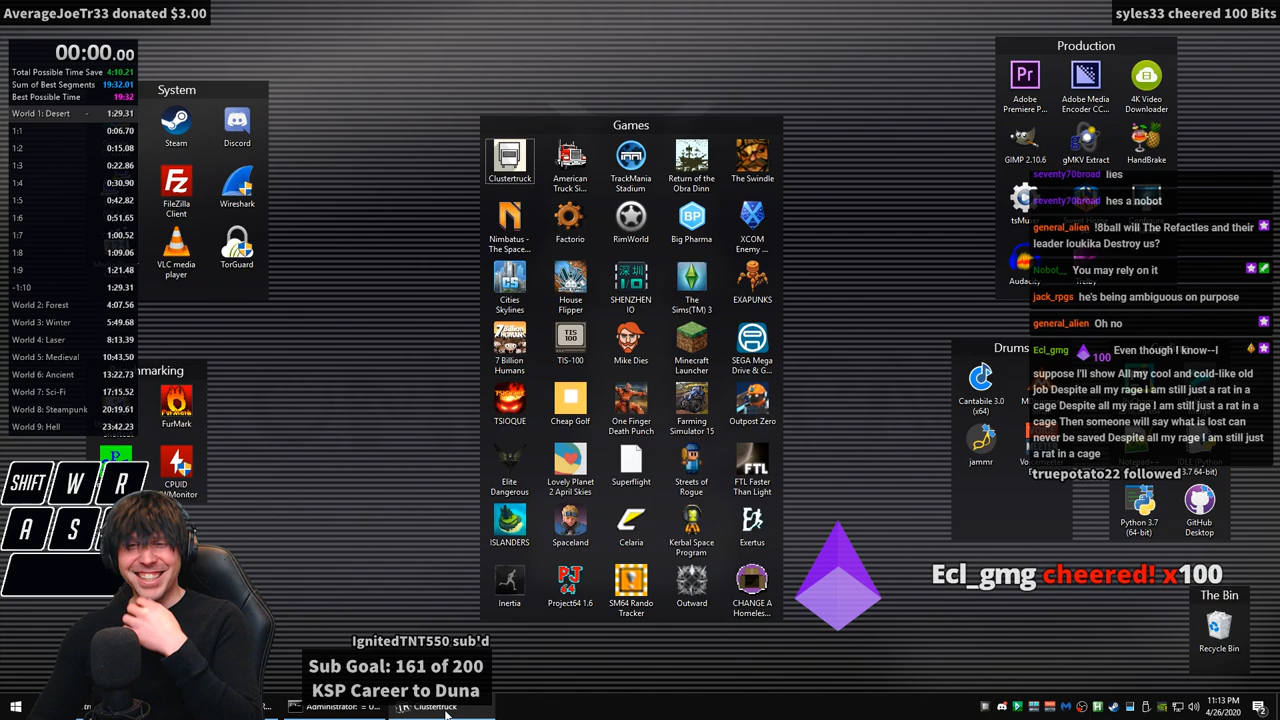 AverageJoeTr33 donated $3.00
syles33 cheered 100 Bits
00:00.00
Total Possible Time Save 4:10.21
Sum of Best Segments 19:32.01
Best Possible Time 19:32
World 1: Desert - 1:29.31
1:1 0:06.70
1:2 0:15.08
1:3 0:22.86
1:4 0:30.90
1:5 0:42.82
1:6 0:51.65
1:7 1:00.52
1:8 1:09.06
1:9 1:21.48
-1:10 1:29.31
World 2: Forest 4:07.56
World 3: Winter 5:49.68
World 4: Laser 8:13.39
World 5: Medieval 10:43.50
World 6: Ancient 13:22.73
World 7: Sci-Fi 17:15.52
World 8: Steampunk 20:19.61
World 9: Hell 23:42.23
System
Steam
Discord
FileZilla Client
Wireshark
VLC media player
TorGuard
marking
FurMark
CPUID
WMonitor
SHIFT W R
A S
Games
Clustertruck
American Truck Si...
TrackMania Stadium
Return of the Obra Dinn
The Swindle
Nimbatus - The Space...
Factorio
RimWorld
Big Pharma
XCOM Enemy ...
Cities Skylines
House Flipper
SHENZHEN IO
The Sims(TM) 3
EXAPUNKS
7 Billion Humans
TIS-100
Mike Dies
Minecraft Launcher
SEGA Mega Drive & G...
TSIOQUE
Cheap Golf
One Finger Death Punch
Farming Simulator 15
Outpost Zero
Elite Dangerous
Lovely Planet 2 April Skies
Superflight
Streets of Rogue
FTL Faster Than Light
ISLANDERS
Spaceland
Celaria
Kerbal Space Program
Exertus
Inertia
Project64 1.6
SM64 Rando Tracker
Outward
CHANGE A Homeles...
Production
Adobe Premiere P...
Adobe Media Encoder CC...
4K Video Downloader
GIMP 2.10.6
gMKV Extract
HandBrake
Audacity
seventy70broad lies
seventy70broad hes a nobot
general_alien !8ball will The Refactles and their
leader loukika Destroy us?
Nobot__ You may rely on it
jack_rpgs he's being ambiguous on purpose
general_alien Oh no
Ecl_gmg 100 Even though I know--I
suppose I'll show All my cool and cold-like old
job Despite all my rage I am still just a rat in a
cage Despite all my rage I am still just a rat in a
cage Then someone will say what is lost can
never be saved Despite all my rage I am still just
a rat in a cage
truepotato22 followed
Drums
Cantabile 3.0 (x64)
jammr
Python 3.7 (64-bit)
GitHub Desktop
Ecl_gmg cheered! x100
The Bin
Recycle Bin
IgnitedTNT550 sub'd
Sub Goal: 161 of 200
KSP Career to Duna
Administrator: = 0...
Clustertruck
11:13 PM
4/26/2020